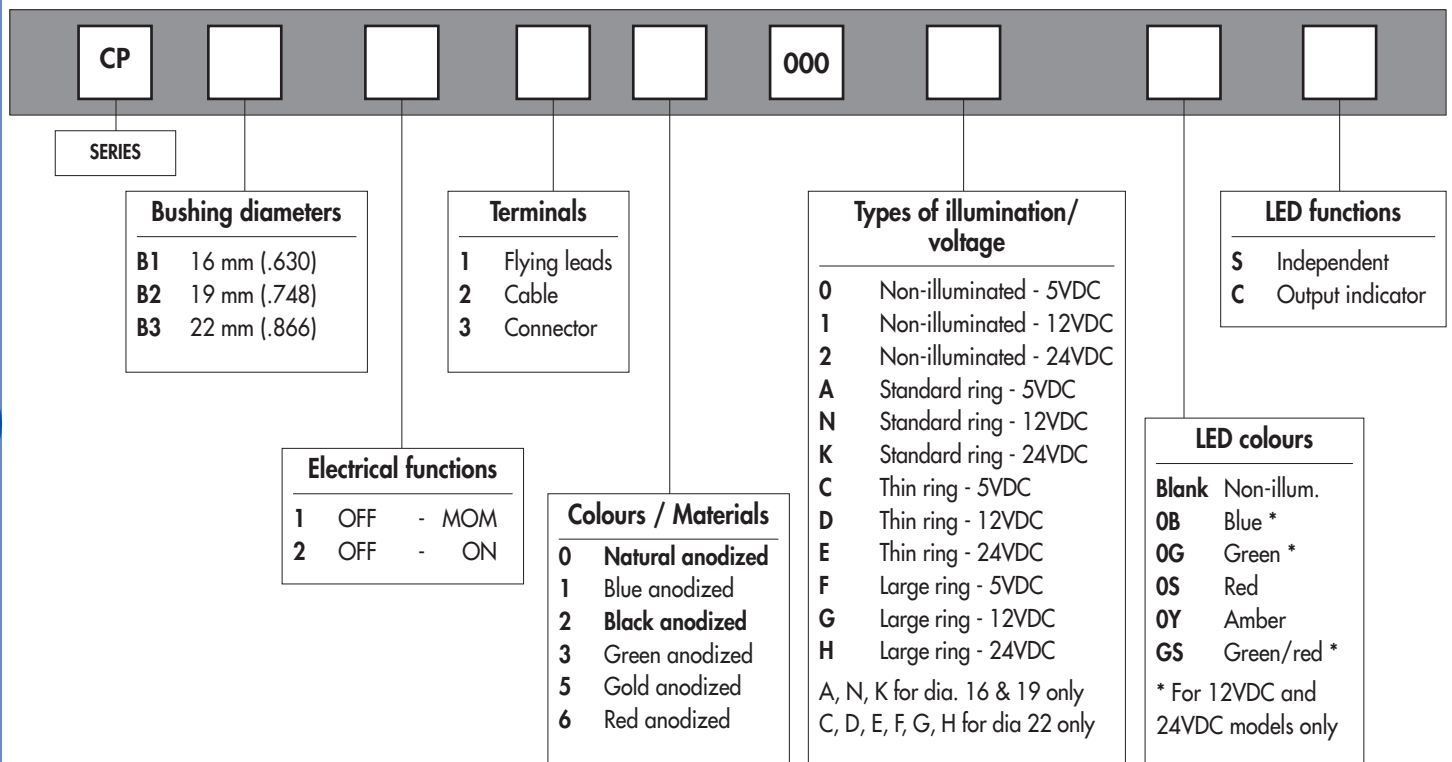 CP 000
SERIES
Bushing diameters
B1 16 mm (.630)
B2 19 mm (.748)
B3 22 mm (.866)
Electrical functions
1 OFF - MOM
2 OFF - ON
Terminals
1 Flying leads
2 Cable
3 Connector
Colours / Materials
0 Natural anodized
1 Blue anodized
2 Black anodized
3 Green anodized
5 Gold anodized
6 Red anodized
Types of illumination/
voltage
0 Non-illuminated - 5VDC
1 Non-illuminated - 12VDC
2 Non-illuminated - 24VDC
A Standard ring - 5VDC
N Standard ring - 12VDC
K Standard ring - 24VDC
C Thin ring - 5VDC
D Thin ring - 12VDC
E Thin ring - 24VDC
F Large ring - 5VDC
G Large ring - 12VDC
H Large ring - 24VDC
A, N, K for dia. 16 & 19 only
C, D, E, F, G, H for dia 22 only
LED colours
Blank Non-illum.
0B Blue *
0G Green *
0S Red
0Y Amber
GS Green/red *
* For 12VDC and
24VDC models only
LED functions
S Independent
C Output indicator